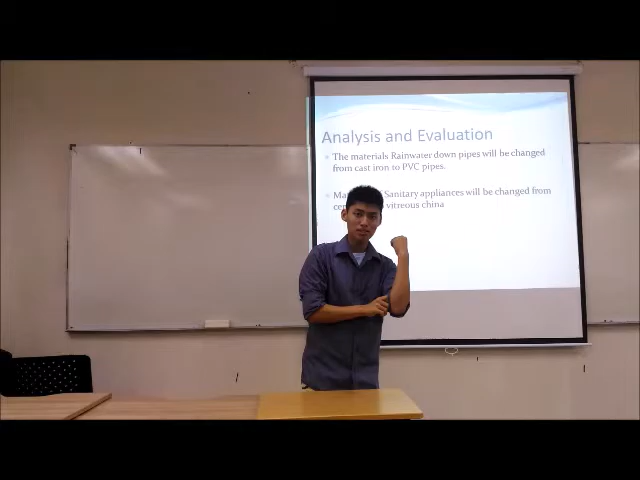 Analysis and Evaluation
The materials Rainwater down pipes will be changed
from cast iron to PVC pipes.
Sanitary appliances will be changed from
vitreous china